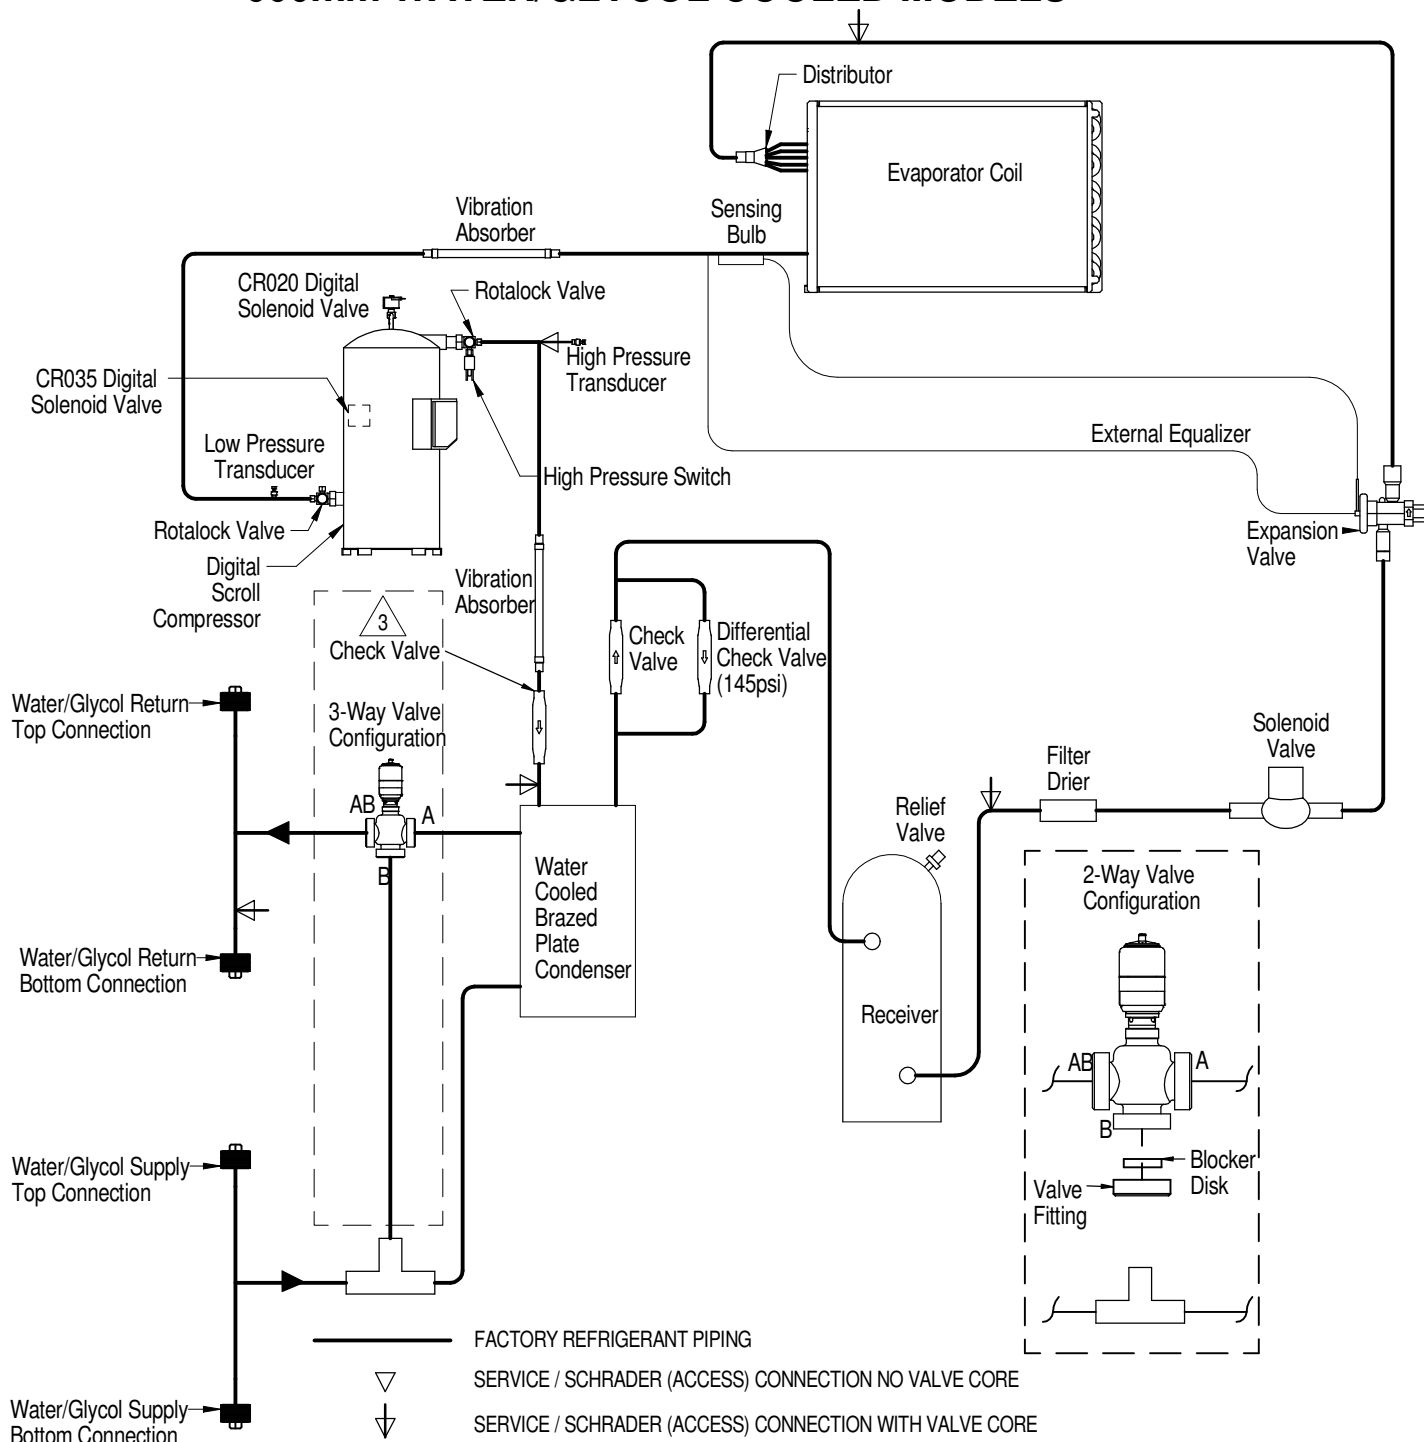 Distributor
Evaporator Coil
Vibration
Absorber
Sensing
Bulb
CR020 Digital
Solenoid Valve
Rotalock Valve
High Pressure
Transducer
CR035 Digital
Solenoid Valve
Low Pressure
Transducer
External Equalizer
High Pressure Switch
Rotalock Valve
Expansion
Valve
Digital
Scroll
Compressor
Vibration
Absorber
3
Check Valve
Check
Valve
Differential
Check Valve
(145psi)
Water/Glycol Return
Top Connection
3-Way Valve
Configuration
Solenoid
Valve
Filter
Drier
AB
A
B
Relief
Valve
Water
Cooled
Brazed
Plate
Condenser
2-Way Valve
Configuration
Water/Glycol Return
Bottom Connection
Receiver
AB
A
B
Blocker
Disk
Valve
Fitting
Water/Glycol Supply
Top Connection
FACTORY REFRIGERANT PIPING
SERVICE / SCHRADER (ACCESS) CONNECTION NO VALVE CORE
SERVICE / SCHRADER (ACCESS) CONNECTION WITH VALVE CORE
Water/Glycol Supply
Bottom Connection